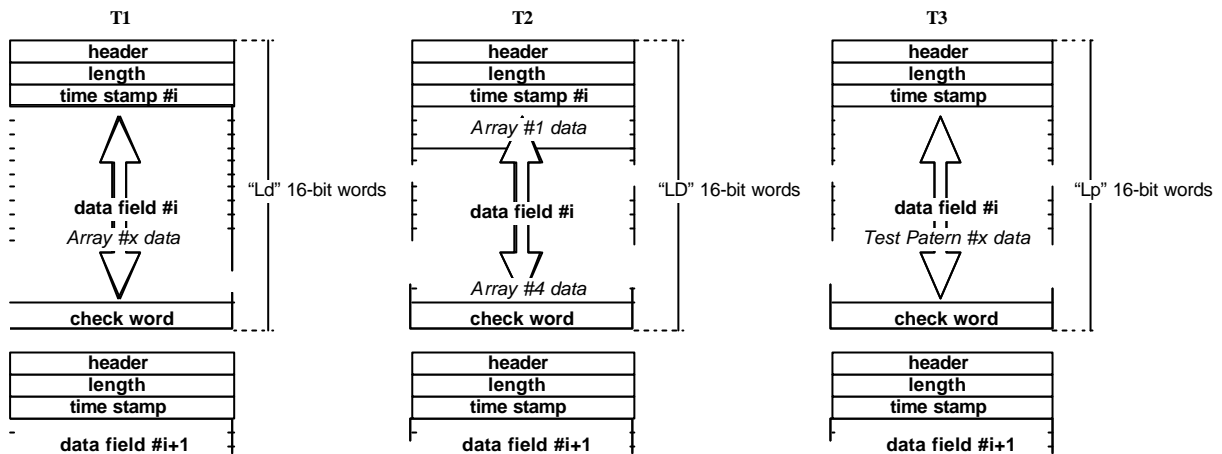 T1
header
length
time stamp #i
data field #i
Array #x data
check word
"Ld" 16-bit words
header
length
time stamp
data field #i+1
T2
header
length
time stamp #i
Array #1 data
data field #i
Array #4 data
check word
"LD" 16-bit words
header
length
time stamp
data field #i+1
T3
header
length
time stamp
data field #i
Test Patern #x data
check word
"Lp" 16-bit words
header
length
time stamp
data field #i+1